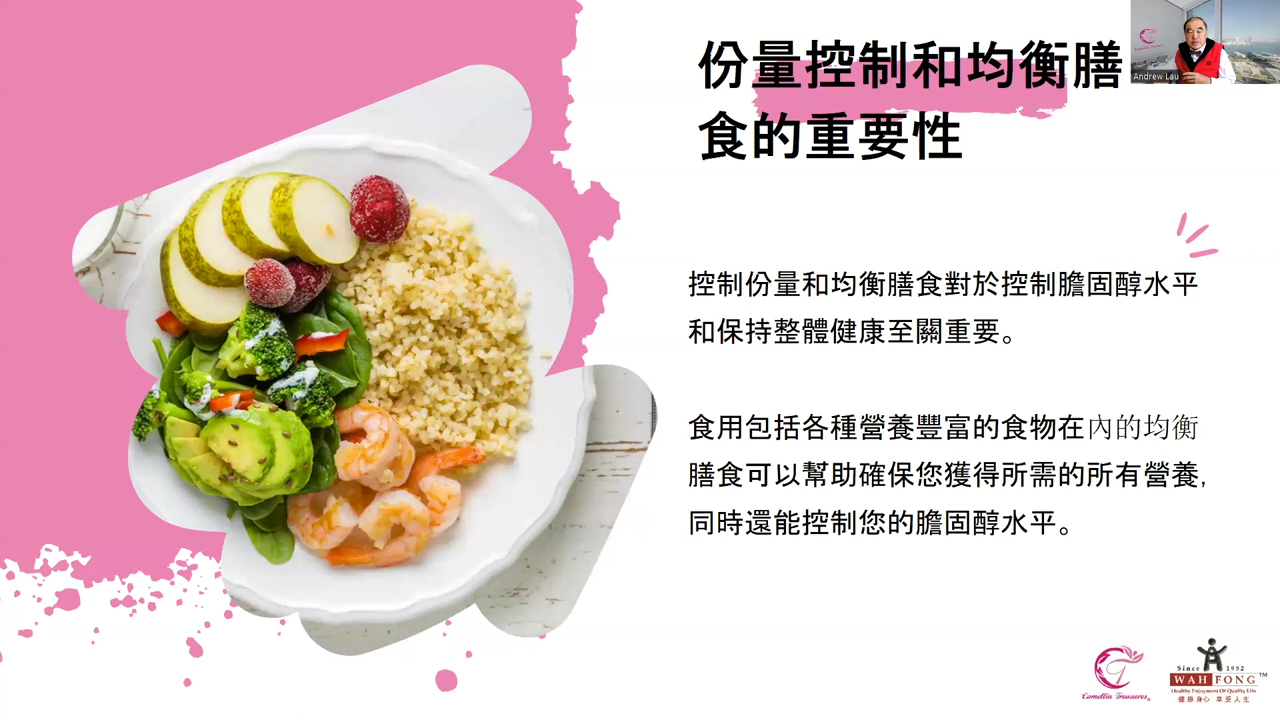 份量控制和均衡膳
食的重要性
Andrew Lau
控制份量和均衡膳食對於控制膽固醇水平
和保持整體健康至關重要。
食用包括各種營養豐富的食物在內的均衡
膳食可以幫助確保您獲得所需的所有營養,
同時還能控制您的膽固醇水平。
Camellia Treasures
Since 1952
WAH FONG™
Healthy Enjoyment Of Quality Life
健康身心 享受人生